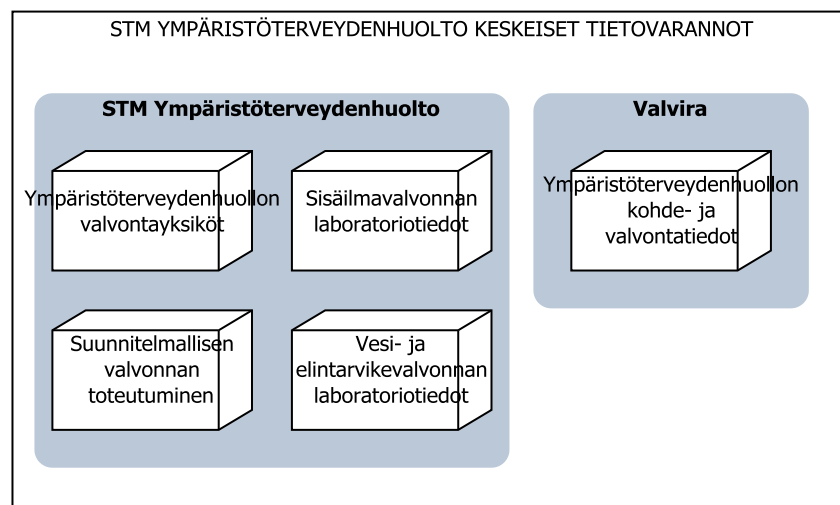 STM YMPÄRISTÖTERVEYDENHUOLTO KESKEISET TIETOVARANNOT
STM Ympäristöterveydenhuolto
Ympäristöterveydenhuollon
valvontayksiköt
Sisäilmavalvonnan
laboratoriotiedot
Suunnitelmallisen
valvonnan
toteutuminen
Vesi- ja
elintarvikevalvonnan
laboratoriotiedot
Valvira
Ympäristöterveydenhuollon
kohde- ja
valvontatiedot